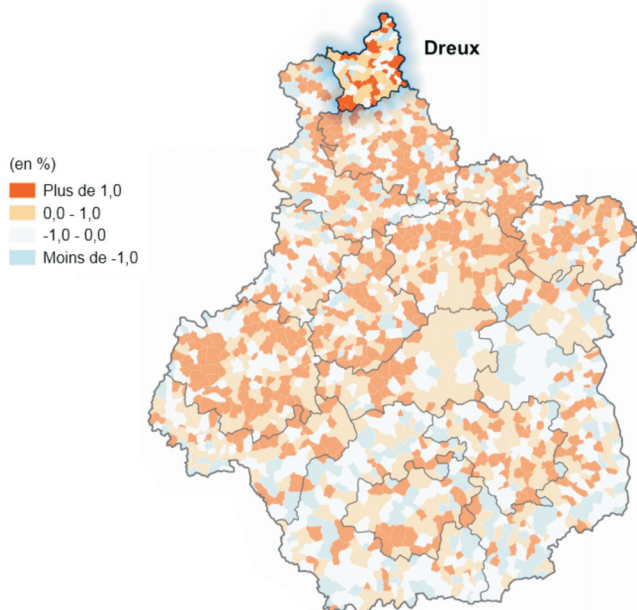 Dreux
(en %)
Plus de 1,0
0,0 - 1,0
-1,0 - 0,0
Moins de -1,0